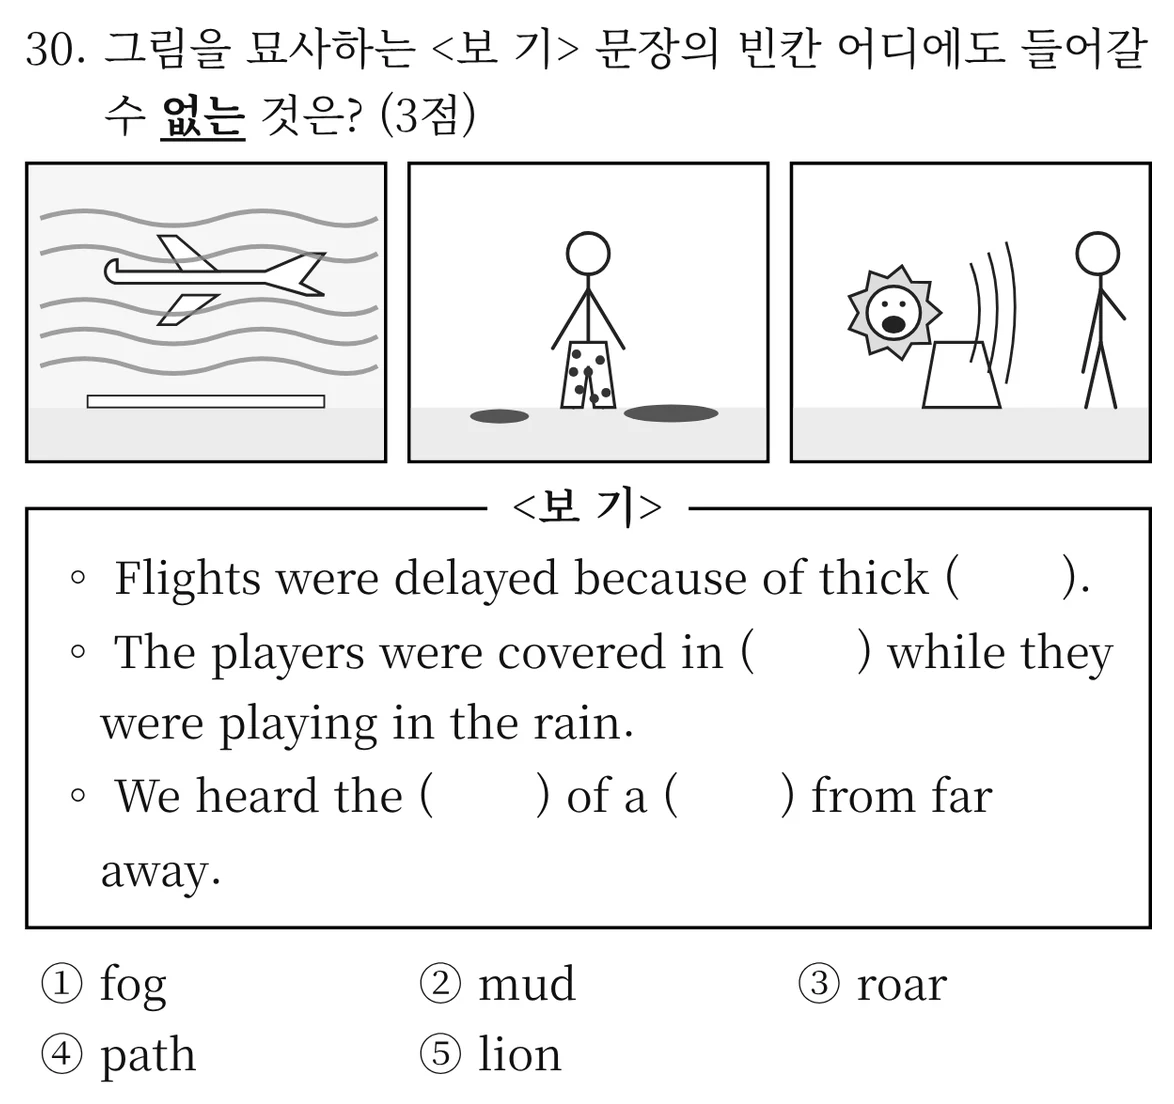 30. 그림을 묘사하는 <보 기> 문장의 빈칸 어디에도 들어갈
수 없는 것은? (3점)
<보 기>
◦ Flights were delayed because of thick (      ).
◦ The players were covered in (      ) while they
were playing in the rain.
◦ We heard the (      ) of a (      ) from far
away.
① fog ② mud ③ roar
④ path ⑤ lion